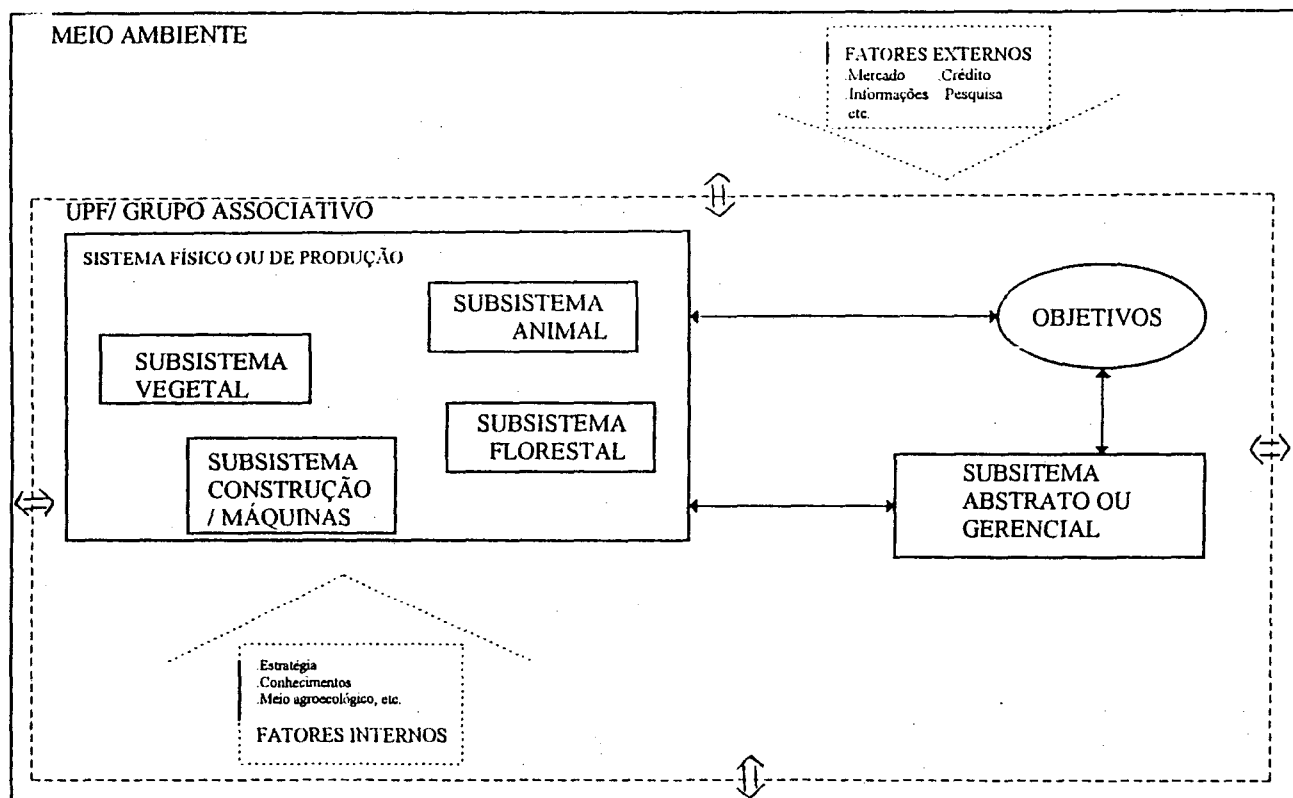 MEIO AMBIENTE
FATORES EXTERNOS
.Mercado .Crédito
.Informações Pesquisa
etc.
UPF/ GRUPO ASSOCIATIVO
SISTEMA FÍSICO OU DE PRODUÇÃO
SUBSISTEMA
ANIMAL
SUBSISTEMA
VEGETAL
SUBSISTEMA
FLORESTAL
SUBSISTEMA
CONSTRUÇÃO
/ MÁQUINAS
OBJETIVOS
SUBSITEMA
ABSTRATO OU
GERENCIAL
.Estratégia
.Conhecimentos
.Meio agroecológico, etc.
FATORES INTERNOS